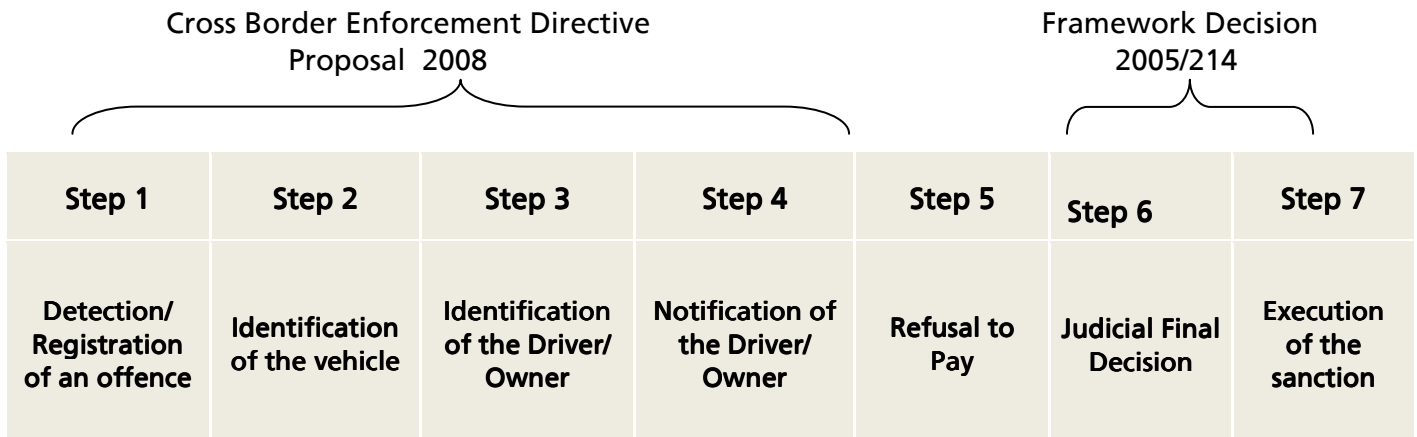 Cross Border Enforcement Directive
Proposal 2008
Framework Decision
2005/214
Step 1
Step 2
Step 3
Step 4
Step 5
Step 6
Step 7
Detection/
Registration
of an offence
Identification
of the vehicle
Identification
of the Driver/
Owner
Notification of
the Driver/
Owner
Refusal to
Pay
Judicial Final
Decision
Execution
of the
sanction